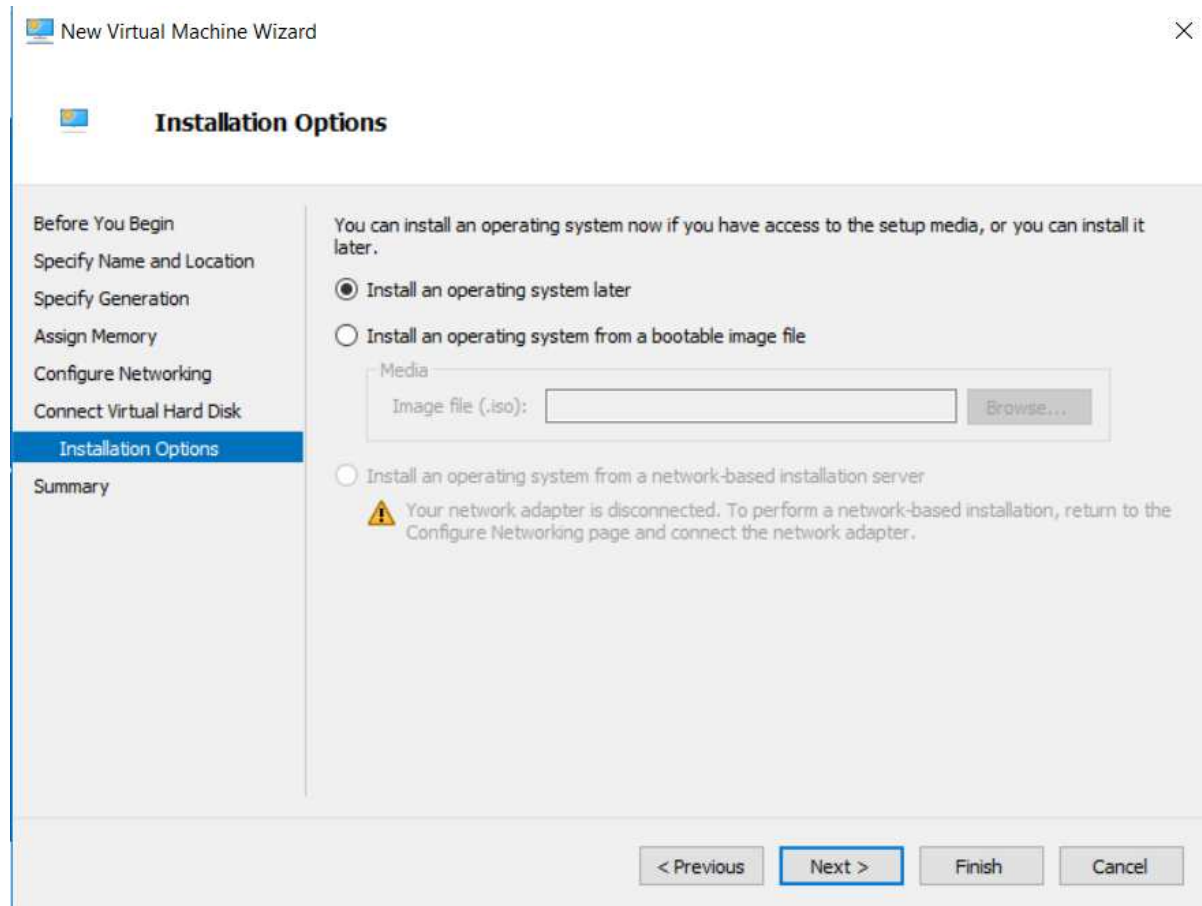 New Virtual Machine Wizard
Installation Options
Before You Begin
Specify Name and Location
Specify Generation
Assign Memory
Configure Networking
Connect Virtual Hard Disk
Installation Options
Summary
You can install an operating system now if you have access to the setup media, or you can install it
later.
Install an operating system later
Install an operating system from a bootable image file
Media
Image file (.iso):
Browse...
Install an operating system from a network-based installation server
Your network adapter is disconnected. To perform a network-based installation, return to the
Configure Networking page and connect the network adapter.
< Previous
Next >
Finish
Cancel